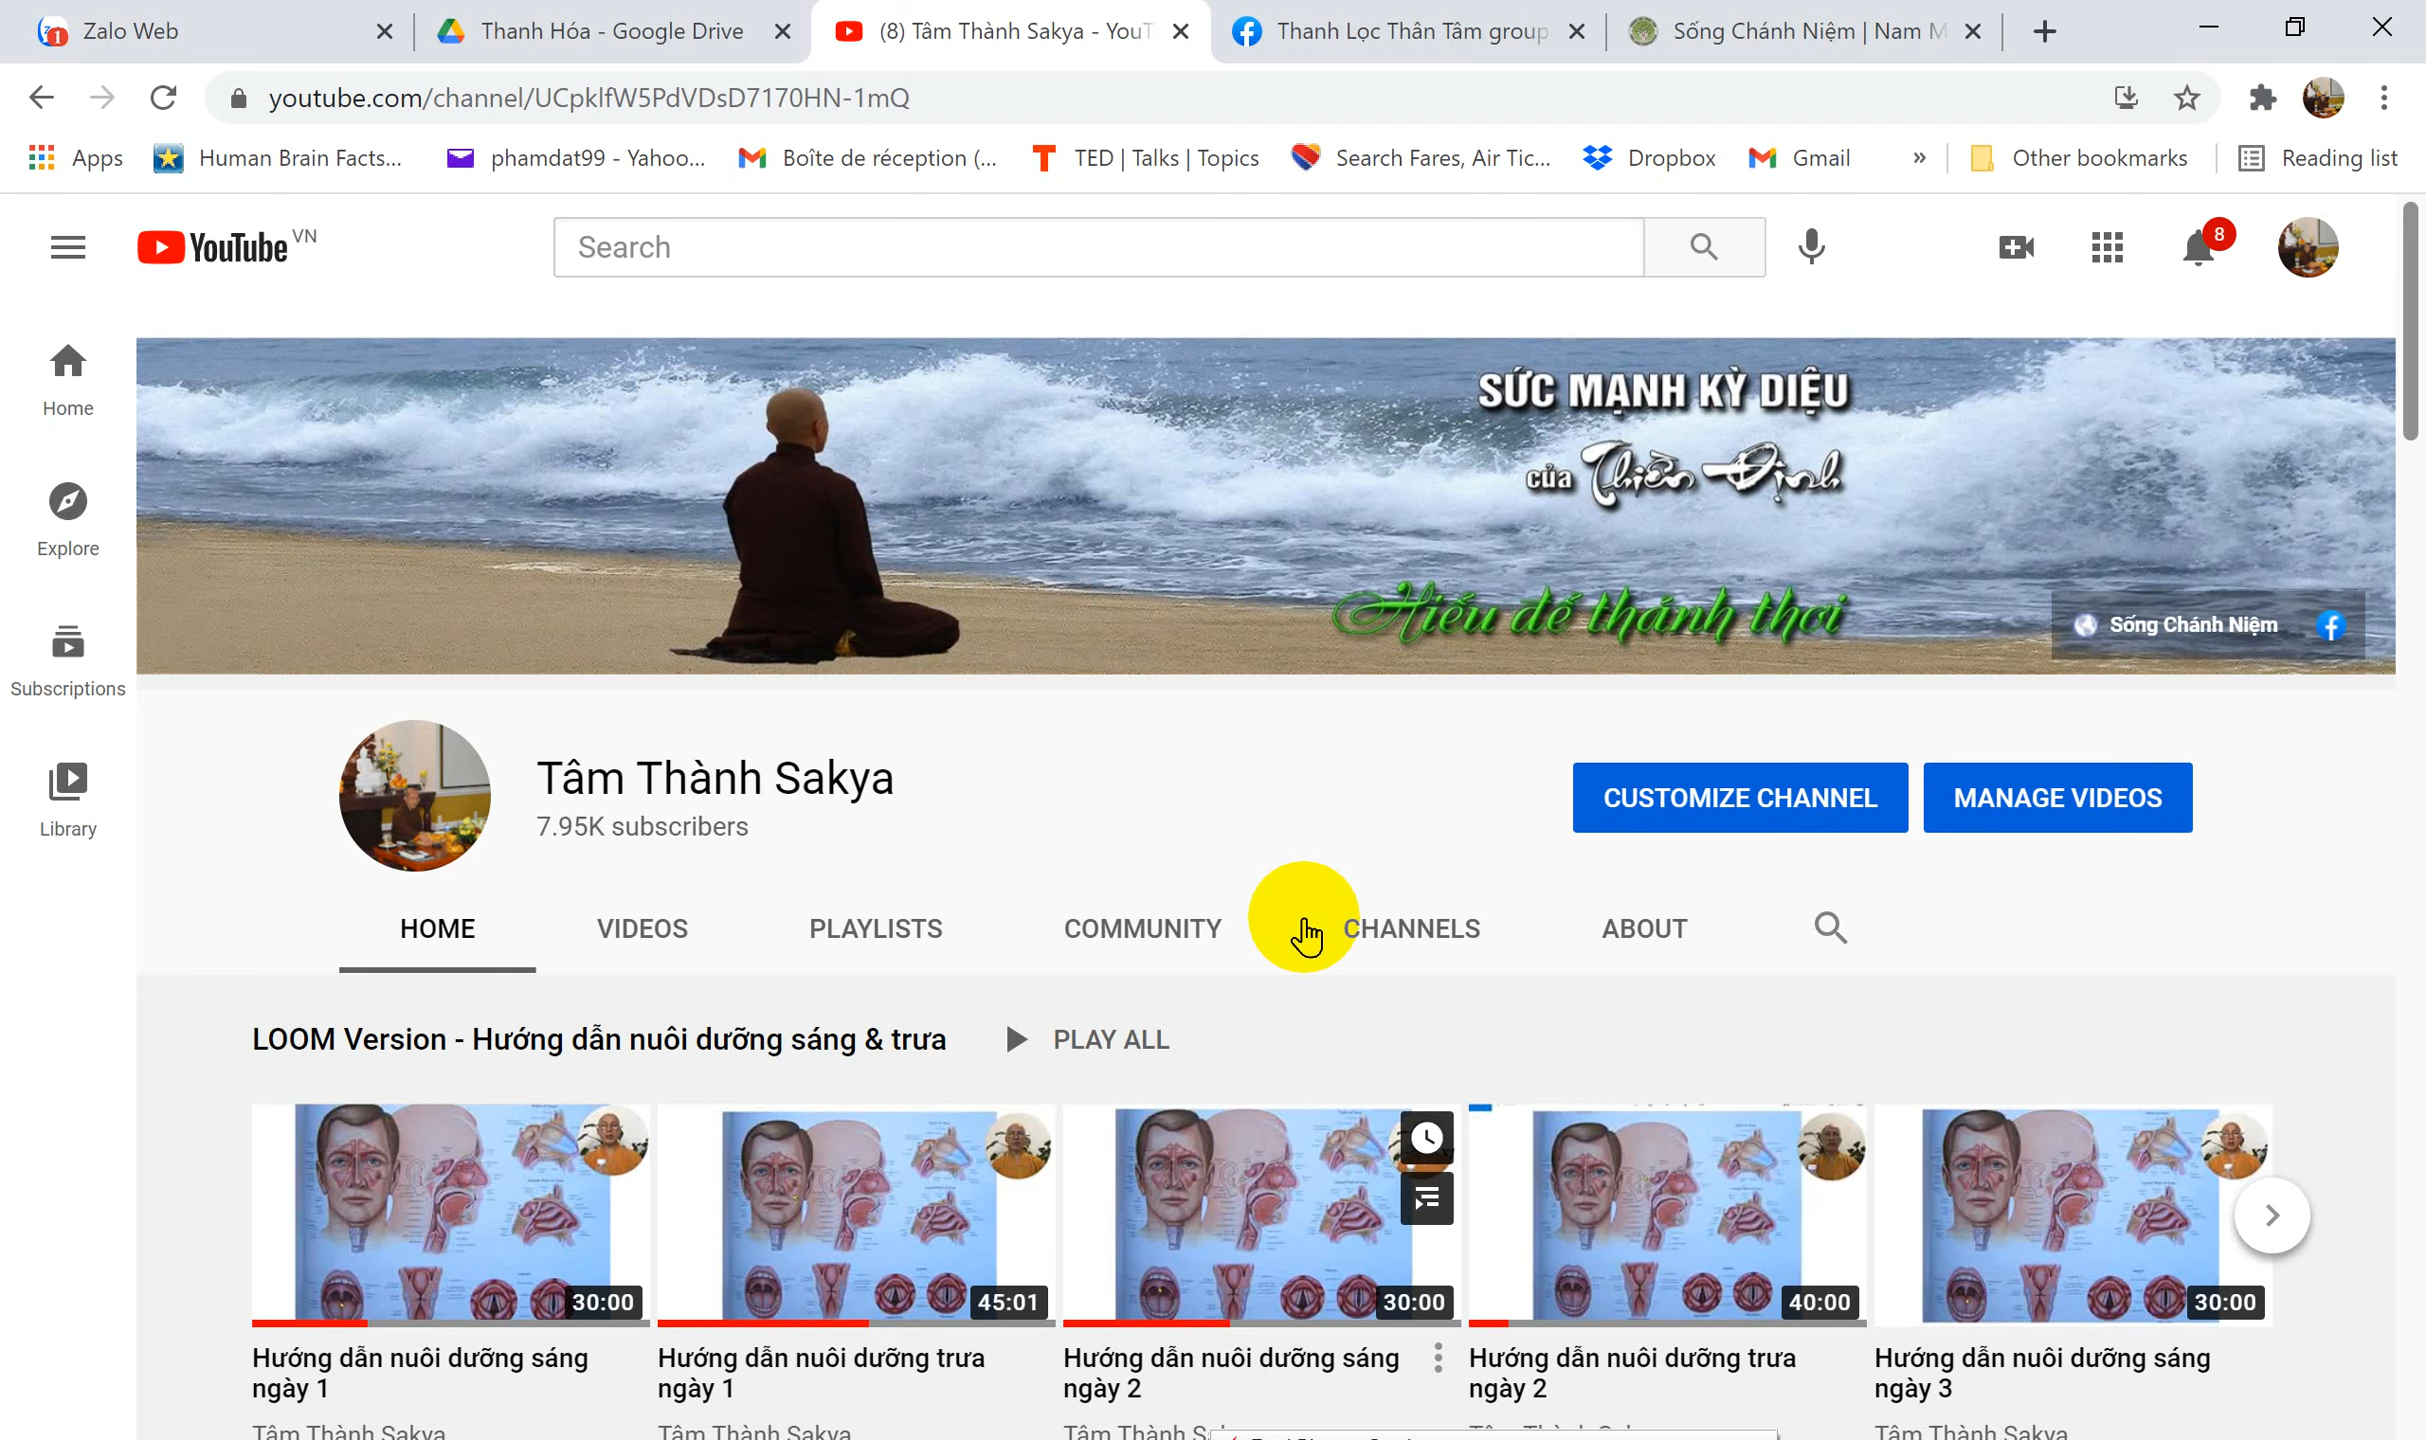 Zalo Web
Thanh Hóa - Google Drive
(8) Tâm Thành Sakya - YouT
Thanh Lọc Thân Tâm group
Sống Chánh Niệm | Nam M
youtube.com/channel/UCpklfW5PdVDsD7170HN-1mQ
Apps
Human Brain Facts...
phamdat99 - Yahoo...
Boîte de réception (...
TED | Talks | Topics
Search Fares, Air Tic...
Dropbox
Gmail
»
Other bookmarks
Reading list
YouTube VN
Search
8
Home
Explore
Subscriptions
Library
SỨC MẠNH KỲ DIỆU
của Thiền Định
Hiểu để thảnh thơi
Sống Chánh Niệm
Tâm Thành Sakya
7.95K subscribers
CUSTOMIZE CHANNEL
MANAGE VIDEOS
HOME
VIDEOS
PLAYLISTS
COMMUNITY
CHANNELS
ABOUT
LOOM Version - Hướng dẫn nuôi dưỡng sáng & trưa
PLAY ALL
30:00
45:01
30:00
40:00
30:00
Hướng dẫn nuôi dưỡng sáng
ngày 1
Tâm Thành Sakya
Hướng dẫn nuôi dưỡng trưa
ngày 1
Tâm Thành Sakya
Hướng dẫn nuôi dưỡng sáng
ngày 2
Tâm Thành
Hướng dẫn nuôi dưỡng trưa
ngày 2
Hướng dẫn nuôi dưỡng sáng
ngày 3
Tâm Thành Sakya